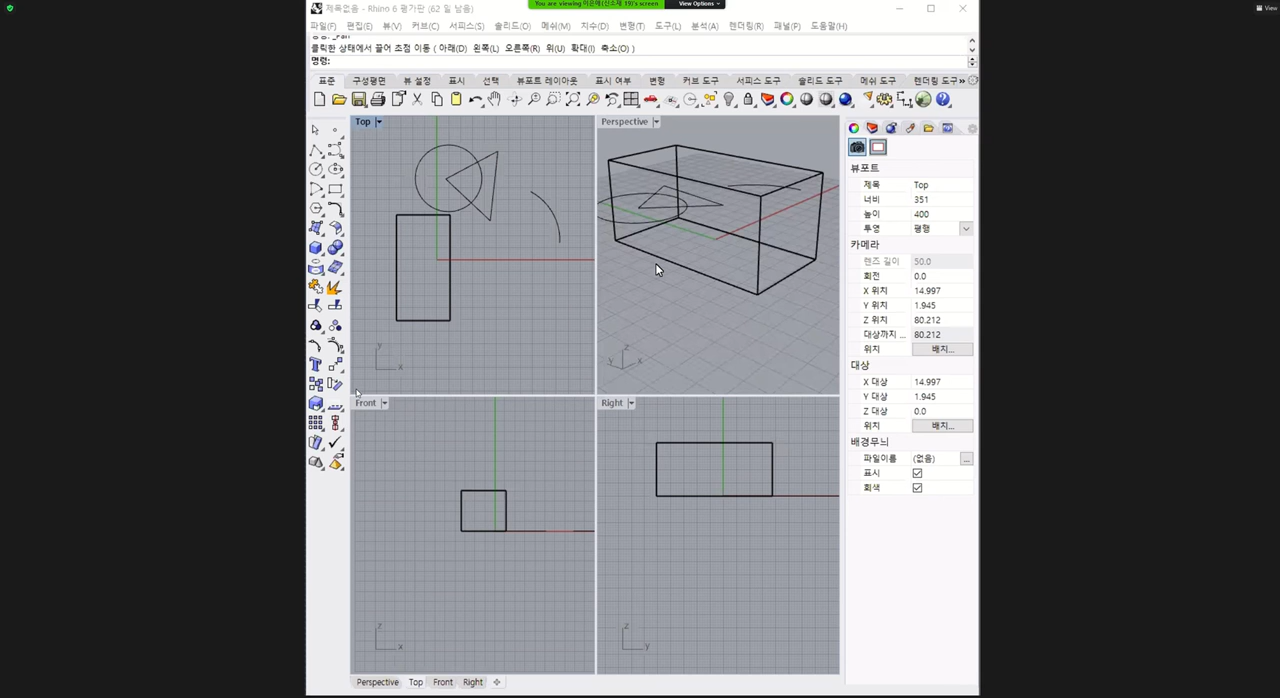 You are viewing 이은애(신소재 19)'s screen
View Options
View
제목없음 - Rhino 6 평가판 (62 일 남음)
파일(F) 편집(E) 뷰(V) 커브(C) 서피스(S) 솔리드(O) 메쉬(M) 치수(D) 변형(T) 도구(L) 분석(A) 렌더링(R) 패널(P) 도움말(H)
클릭한 상태에서 끌어 초점 이동 ( 아래(D) 왼쪽(L) 오른쪽(R) 위(U) 확대(I) 축소(O) )
명령:
표준 구성평면 뷰 설정 표시 선택 뷰포트 레이아웃 표시 여부 변형 커브 도구 서피스 도구 솔리드 도구 메쉬 도구 렌더링 도구 »
Top
Perspective
y
x
z
y
x
Front
Right
z
x
z
y
Perspective Top Front Right
뷰포트
제목 Top
너비 351
높이 400
투영 평행
카메라
렌즈 길이 50.0
회전 0.0
X 위치 14.997
Y 위치 1.945
Z 위치 80.212
대상까지 ... 80.212
위치 배치...
대상
X 대상 14.997
Y 대상 1.945
Z 대상 0.0
위치 배치...
배경무늬
파일이름 (없음) ...
표시
회색